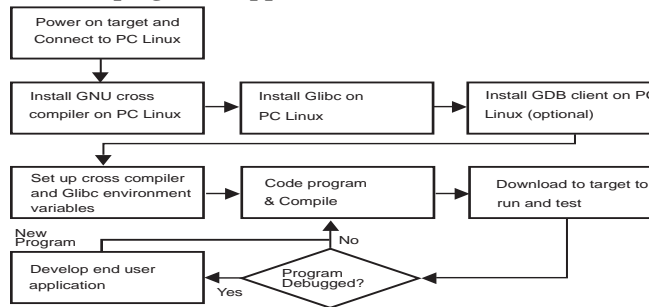 Power on target and
Connect to PC Linux
Install GNU cross
compiler on PC Linux
Install Glibc on
PC Linux
Install GDB client on PC
Linux (optional)
Set up cross compiler
and Glibc environment
variables
Code program
& Compile
Download to target to
run and test
New
Program
No
Develop end user
application
Yes
Program
Debugged?